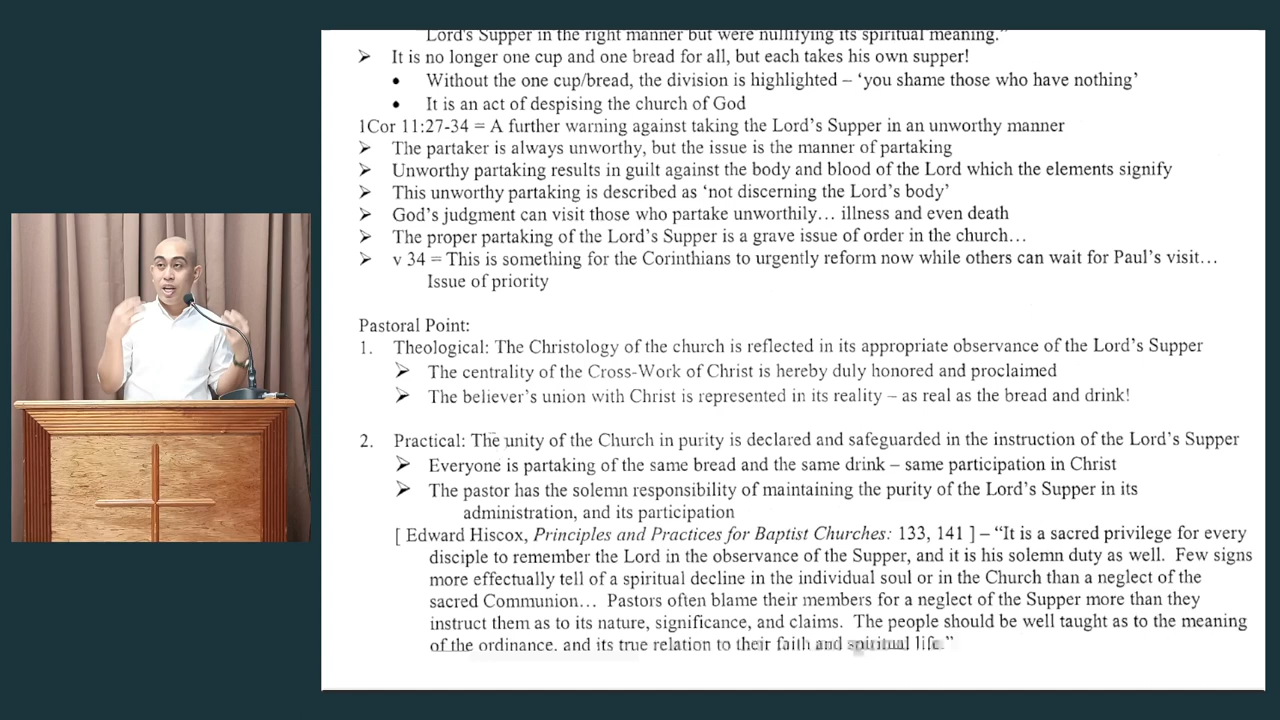 Lord's Supper in the right manner but were nullifying its spiritual meaning."
➢ It is no longer one cup and one bread for all, but each takes his own supper!
• Without the one cup/bread, the division is highlighted – 'you shame those who have nothing'
• It is an act of despising the church of God
1Cor 11:27-34 = A further warning against taking the Lord's Supper in an unworthy manner
➢ The partaker is always unworthy, but the issue is the manner of partaking
➢ Unworthy partaking results in guilt against the body and blood of the Lord which the elements signify
➢ This unworthy partaking is described as 'not discerning the Lord's body'
➢ God's judgment can visit those who partake unworthily… illness and even death
➢ The proper partaking of the Lord's Supper is a grave issue of order in the church…
➢ v 34 = This is something for the Corinthians to urgently reform now while others can wait for Paul's visit…
Issue of priority
Pastoral Point:
1. Theological: The Christology of the church is reflected in its appropriate observance of the Lord's Supper
➢ The centrality of the Cross-Work of Christ is hereby duly honored and proclaimed
➢ The believer's union with Christ is represented in its reality – as real as the bread and drink!
2. Practical: The unity of the Church in purity is declared and safeguarded in the instruction of the Lord's Supper
➢ Everyone is partaking of the same bread and the same drink – same participation in Christ
➢ The pastor has the solemn responsibility of maintaining the purity of the Lord's Supper in its
administration, and its participation
[ Edward Hiscox, Principles and Practices for Baptist Churches: 133, 141 ] – "It is a sacred privilege for every
disciple to remember the Lord in the observance of the Supper, and it is his solemn duty as well. Few signs
more effectually tell of a spiritual decline in the individual soul or in the Church than a neglect of the
sacred Communion… Pastors often blame their members for a neglect of the Supper more than they
instruct them as to its nature, significance, and claims. The people should be well taught as to the meaning
of the ordinance. and its true relation to their faith and spiritual life."